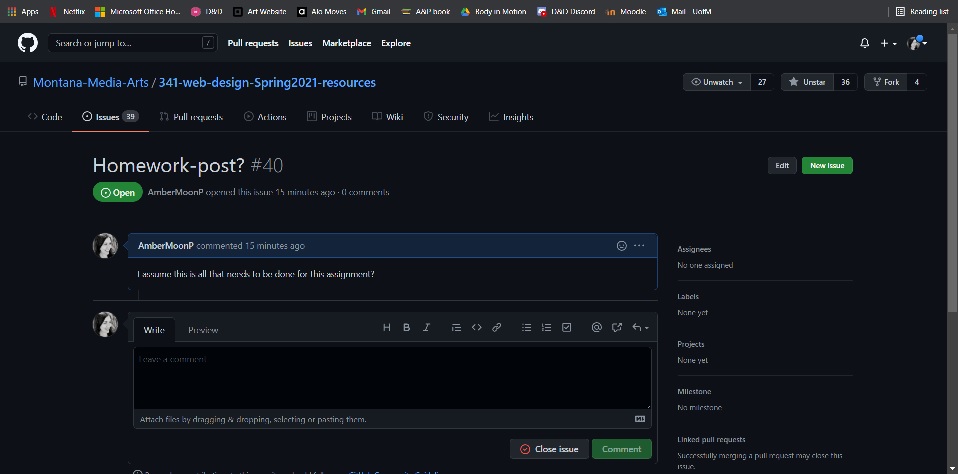 Apps Netflix Microsoft Office Ho... D&D Art Website Alo Moves Gmail A&P book Body in Motion D&D Discord Moodle Mail - UofM Reading list
Search or jump to... / Pull requests Issues Marketplace Explore
Montana-Media-Arts / 341-web-design-Spring2021-resources
Unwatch 27 Unstar 36 Fork 4
Code Issues 39 Pull requests Actions Projects Wiki Security Insights
Homework-post? #40
Edit New issue
Open AmberMoonP opened this issue 15 minutes ago · 0 comments
AmberMoonP commented 15 minutes ago
I assume this is all that needs to be done for this assignment?
Write Preview
H B I
Leave a comment
Attach files by dragging & dropping, selecting or pasting them.
Close issue Comment
Assignees
No one assigned
Labels
None yet
Projects
None yet
Milestone
No milestone
Linked pull requests
Successfully merging a pull request may close this
issue.